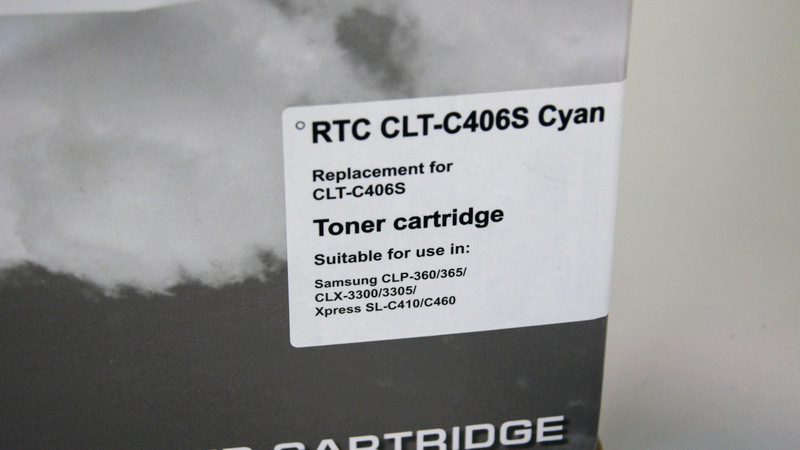 RTC CLT-C406S Cyan
Replacement for
CLT-C406S
Toner cartridge
Suitable for use in:
Samsung CLP-360/365/
CLX-3300/3305/
Xpress SL-C410/C460
CARTRIDGE